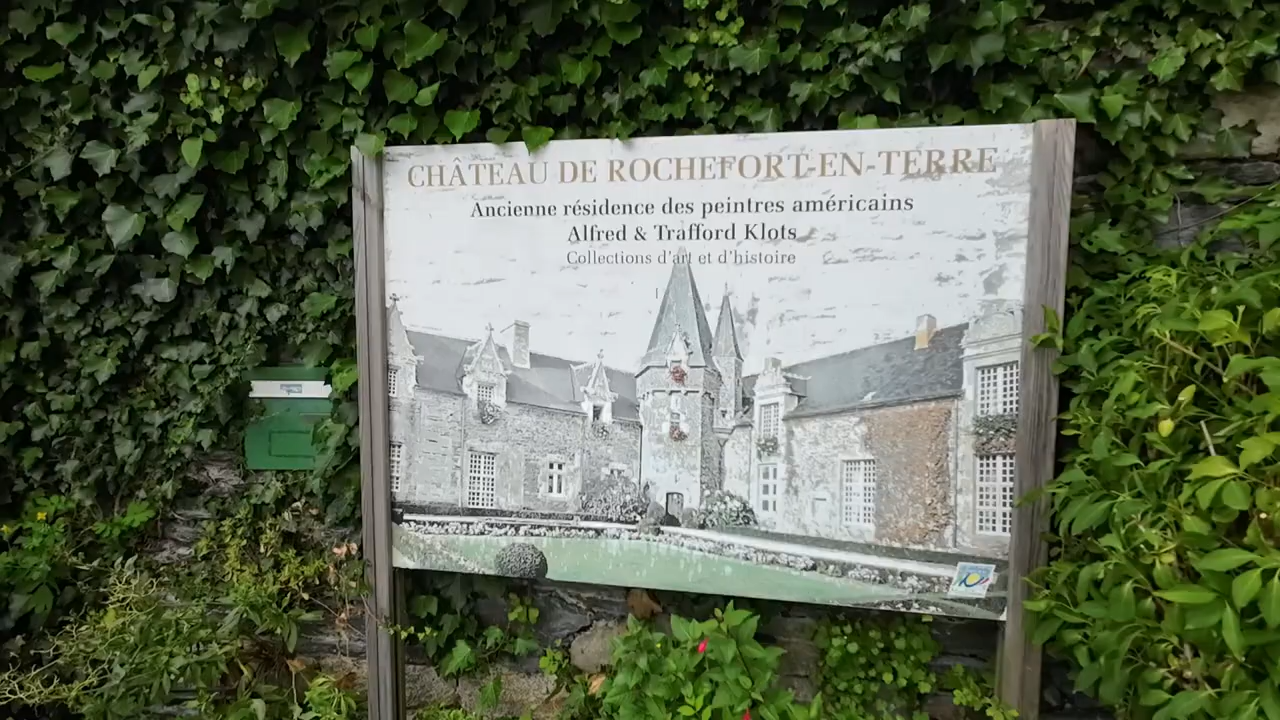 CHÂTEAU DE ROCHEFORT-EN-TERRE
Ancienne résidence des peintres américains
Alfred & Trafford Klots
Collections d'art et d'histoire